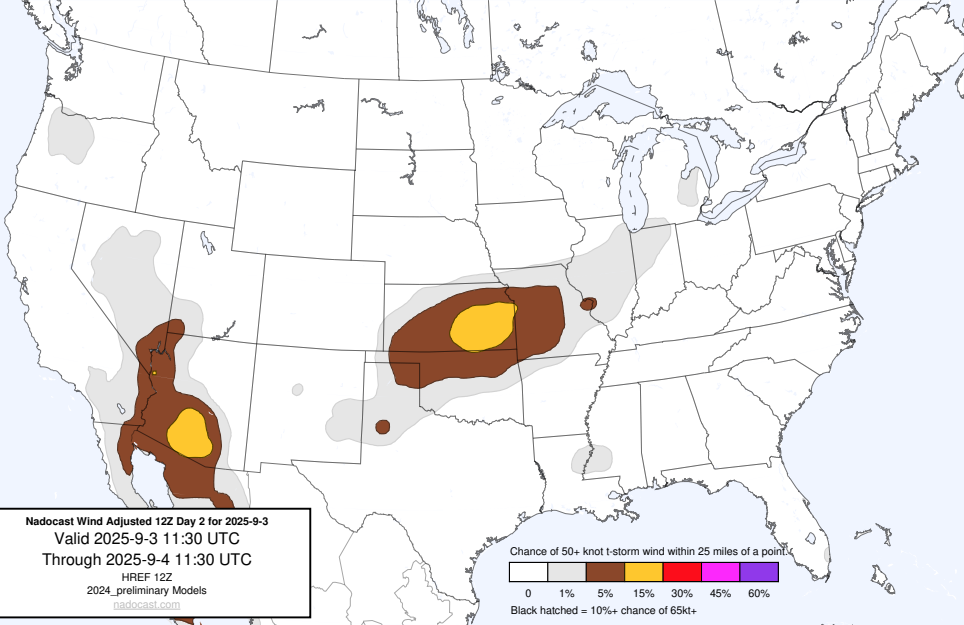 Nadocast Wind Adjusted 12Z Day 2 for 2025-9-3
Valid 2025-9-3 11:30 UTC
Through 2025-9-4 11:30 UTC
HREF 12Z
2024_preliminary Models
nadocast.com
Chance of 50+ knot t-storm wind within 25 miles of a point.
0 1% 5% 15% 30% 45% 60%
Black hatched = 10%+ chance of 65kt+